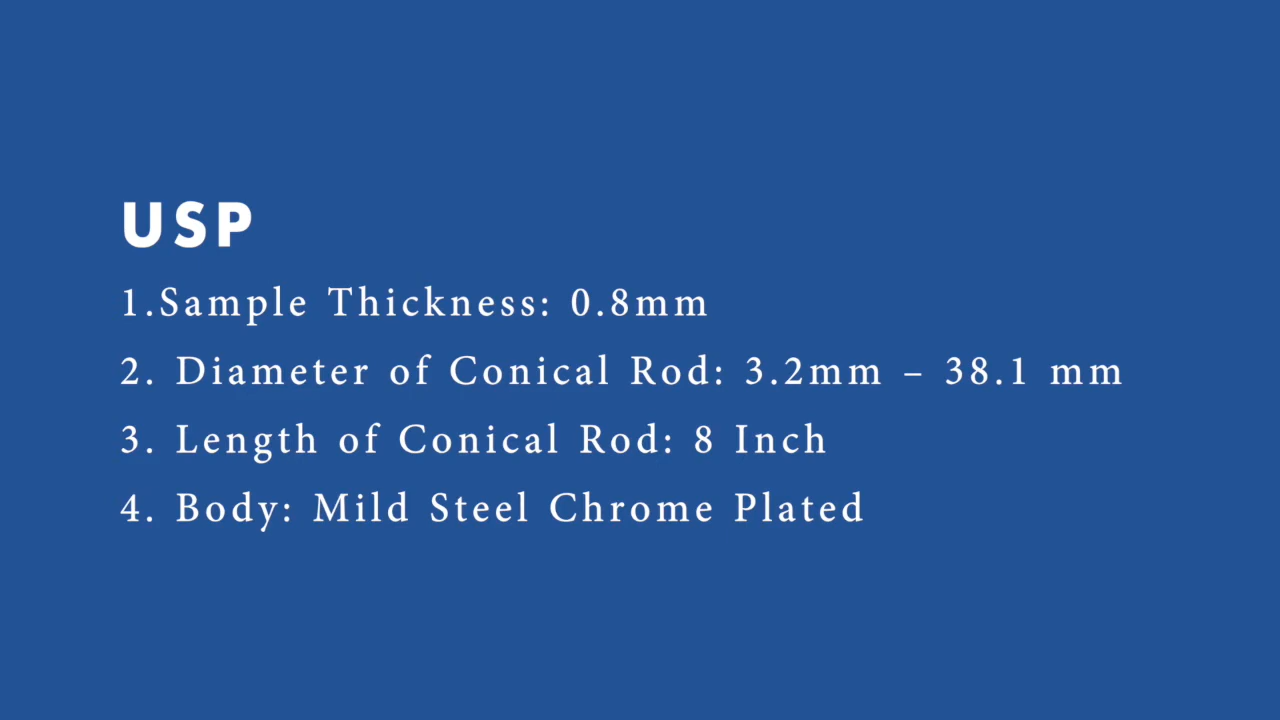 USP
1.Sample Thickness: 0.8mm
2. Diameter of Conical Rod: 3.2mm – 38.1 mm
3. Length of Conical Rod: 8 Inch
4. Body: Mild Steel Chrome Plated